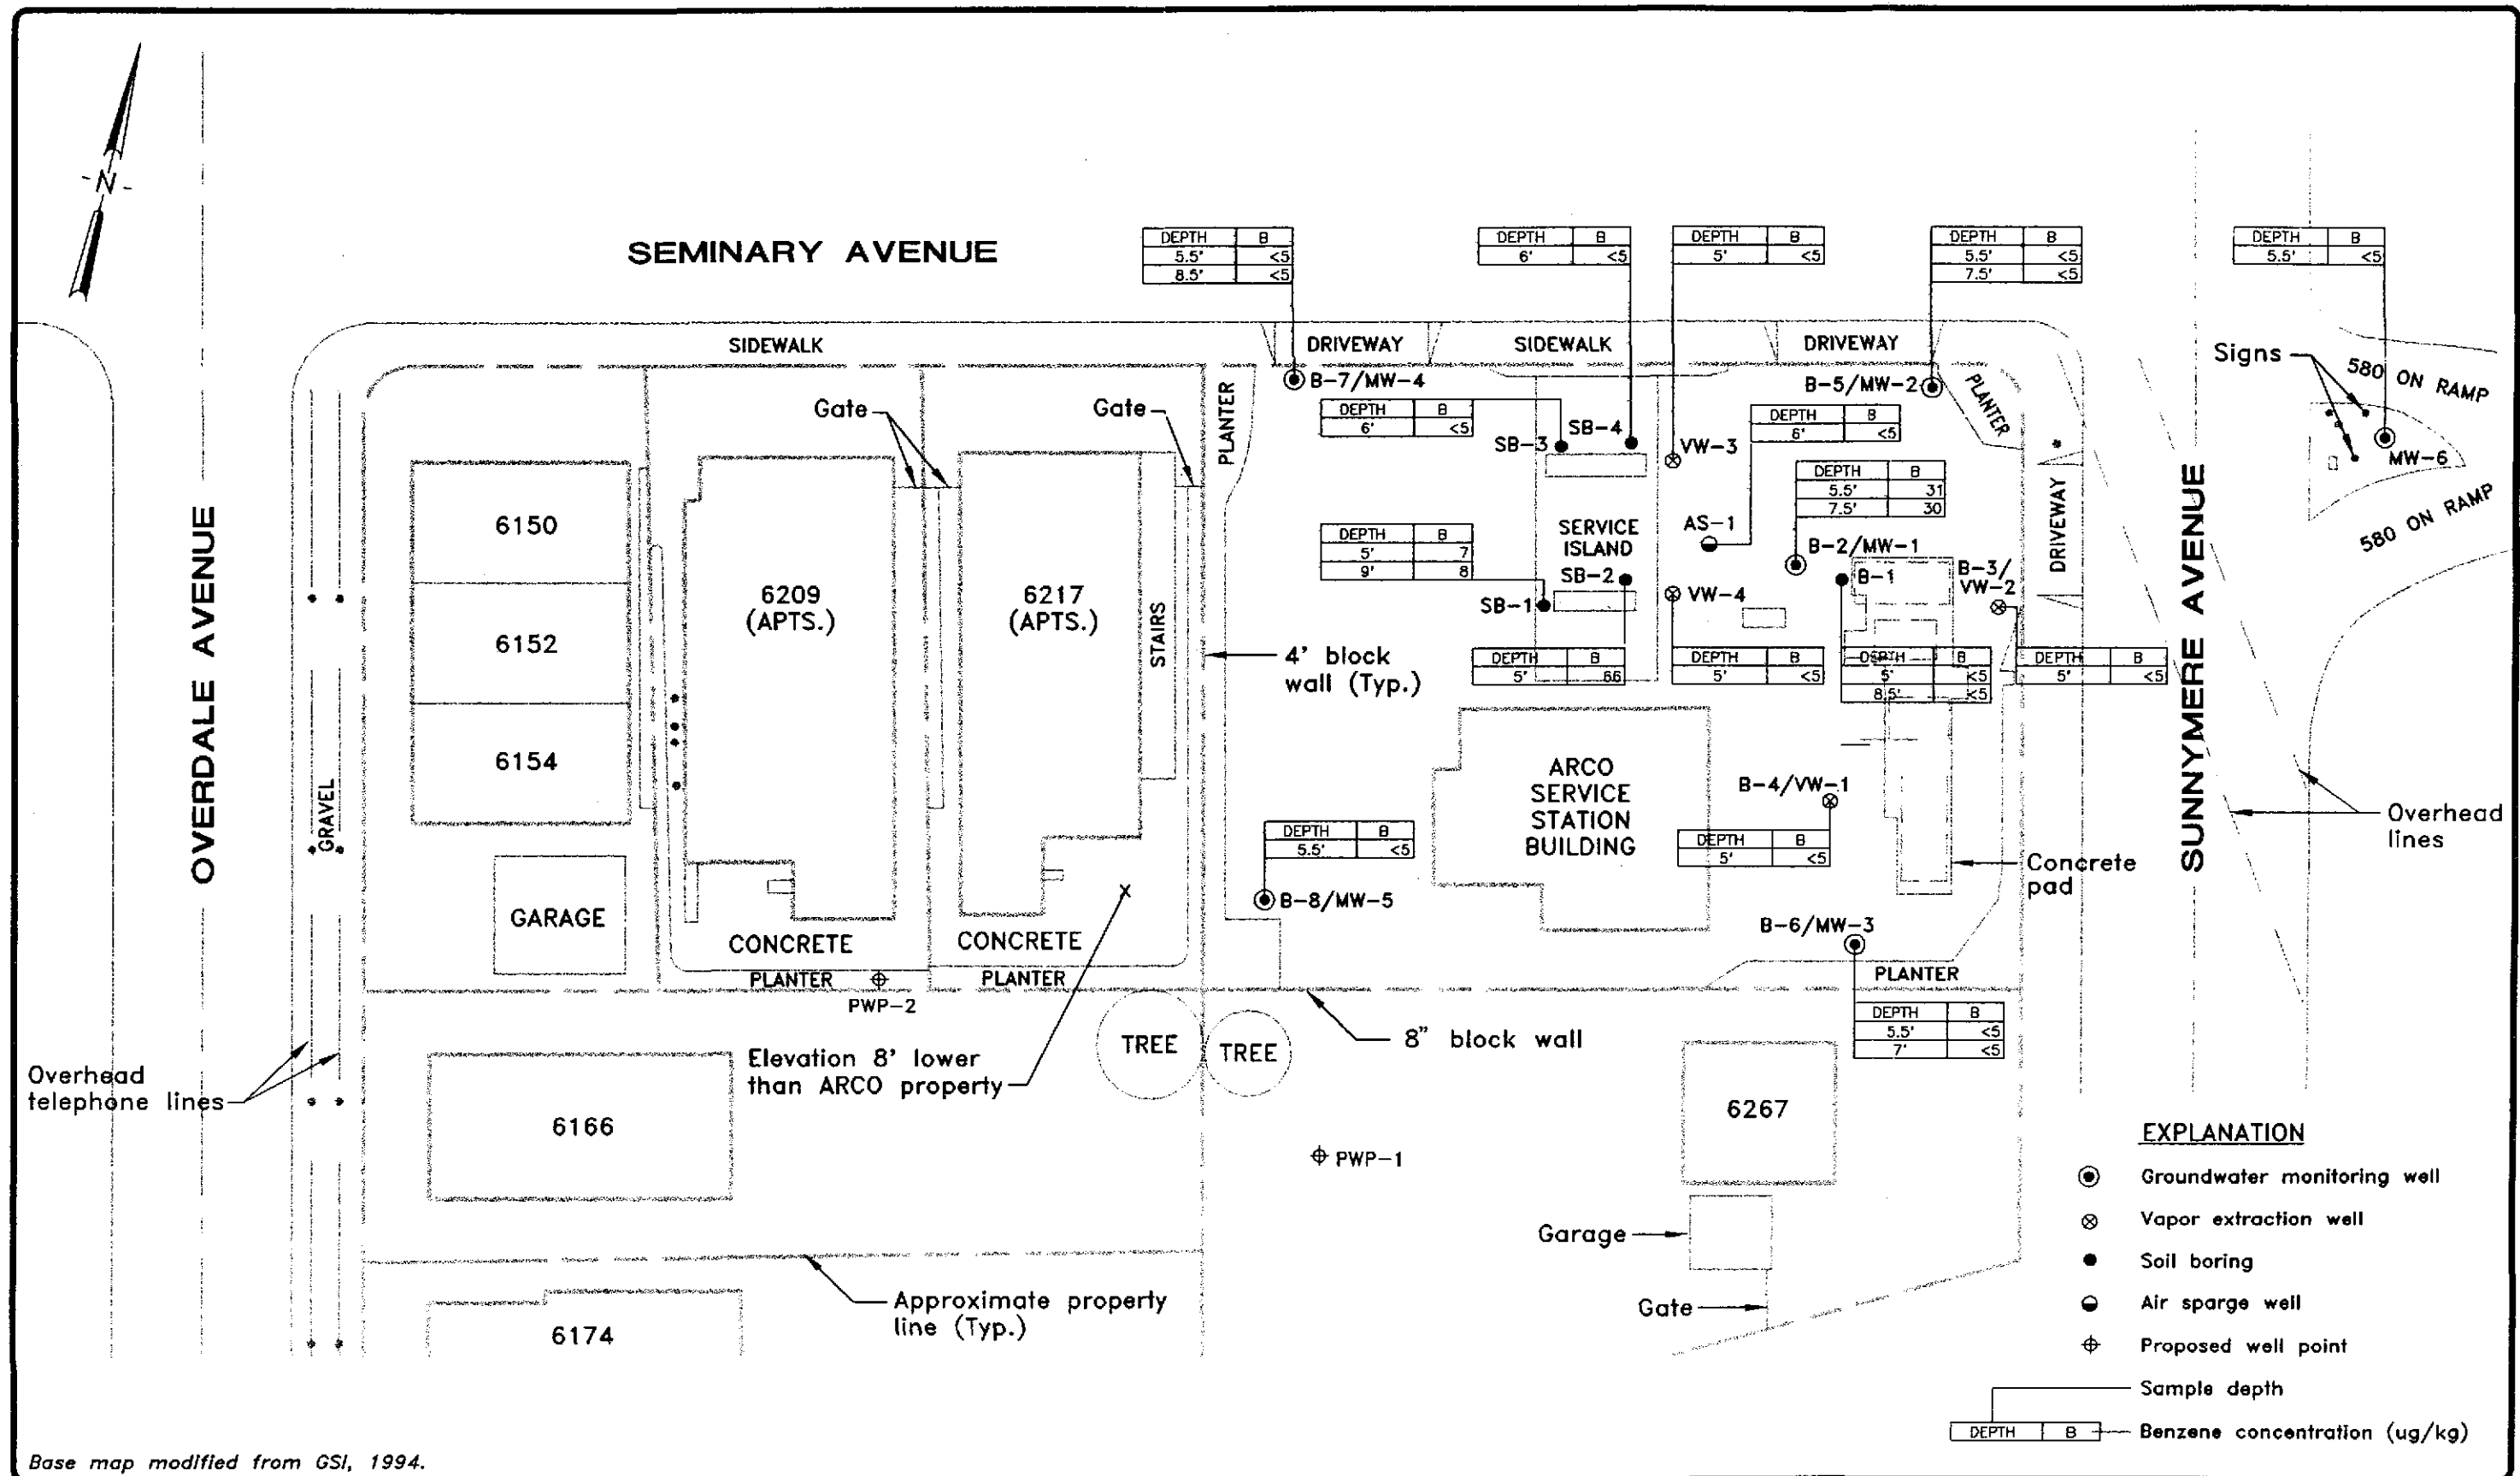 -N-
SEMINARY AVENUE
OVERDALE AVENUE
SUNNYMERE AVENUE
DEPTH B
5.5' <5
8.5' <5
DEPTH B
6' <5
DEPTH B
5' <5
DEPTH B
5.5' <5
7.5' <5
DEPTH B
5.5' <5
SIDEWALK
DRIVEWAY
SIDEWALK
DRIVEWAY
Signs
580 ON RAMP
580 ON RAMP
MW-6
Gate
Gate
PLANTER
B-7/MW-4
B-5/MW-2
PLANTER
DEPTH B
6' <5
SB-3
SB-4
VW-3
DEPTH B
6' <5
DEPTH B
5.5' 31
7.5' 30
DRIVEWAY
6150
6152
6154
6209
(APTS.)
6217
(APTS.)
STAIRS
DEPTH B
5' 7
9' 8
SERVICE
ISLAND
AS-1
B-2/MW-1
SB-2
SB-1
VW-4
B-1
B-3/
VW-2
4' block
wall (Typ.)
DEPTH B
5' 66
DEPTH B
5' <5
DEPTH B
5' <5
8.5' <5
DEPTH B
5' <5
GRAVEL
ARCO
SERVICE
STATION
BUILDING
B-4/VW-1
DEPTH B
5' <5
Overhead
lines
Concrete
pad
DEPTH B
5.5' <5
B-8/MW-5
GARAGE
CONCRETE
CONCRETE
PLANTER
PLANTER
PWP-2
B-6/MW-3
PLANTER
DEPTH B
5.5' <5
7' <5
TREE
TREE
8" block wall
Elevation 8' lower
than ARCO property
Overhead
telephone lines
6166
6267
PWP-1
Garage
Gate
Approximate property
line (Typ.)
6174
EXPLANATION
Groundwater monitoring well
Vapor extraction well
Soil boring
Air sparge well
Proposed well point
Sample depth
DEPTH B
Benzene concentration (ug/kg)
Base map modified from GSI, 1994.